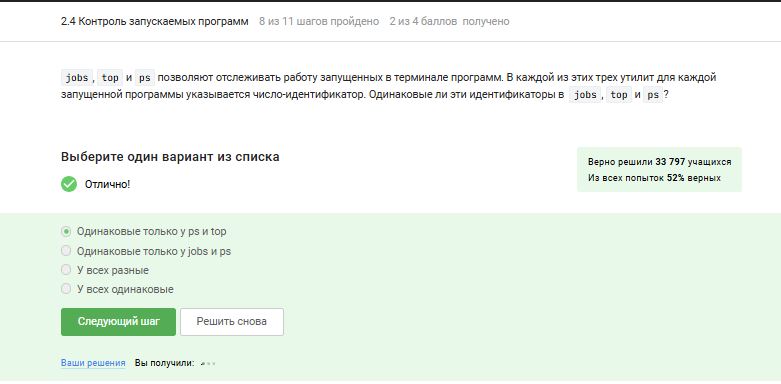 2.4 Контроль запускаемых программ 8 из 11 шагов пройдено 2 из 4 баллов получено
jobs, top и ps позволяют отслеживать работу запущенных в терминале программ. В каждой из этих трех утилит для каждой
запущенной программы указывается число-идентификатор. Одинаковые ли эти идентификаторы в jobs, top и ps?
Выберите один вариант из списка
Отлично!
Верно решили 33 797 учащихся
Из всех попыток 52% верных
Одинаковые только у ps и top
Одинаковые только у jobs и ps
У всех разные
У всех одинаковые
Следующий шаг Решить снова
Ваши решения Вы получили: